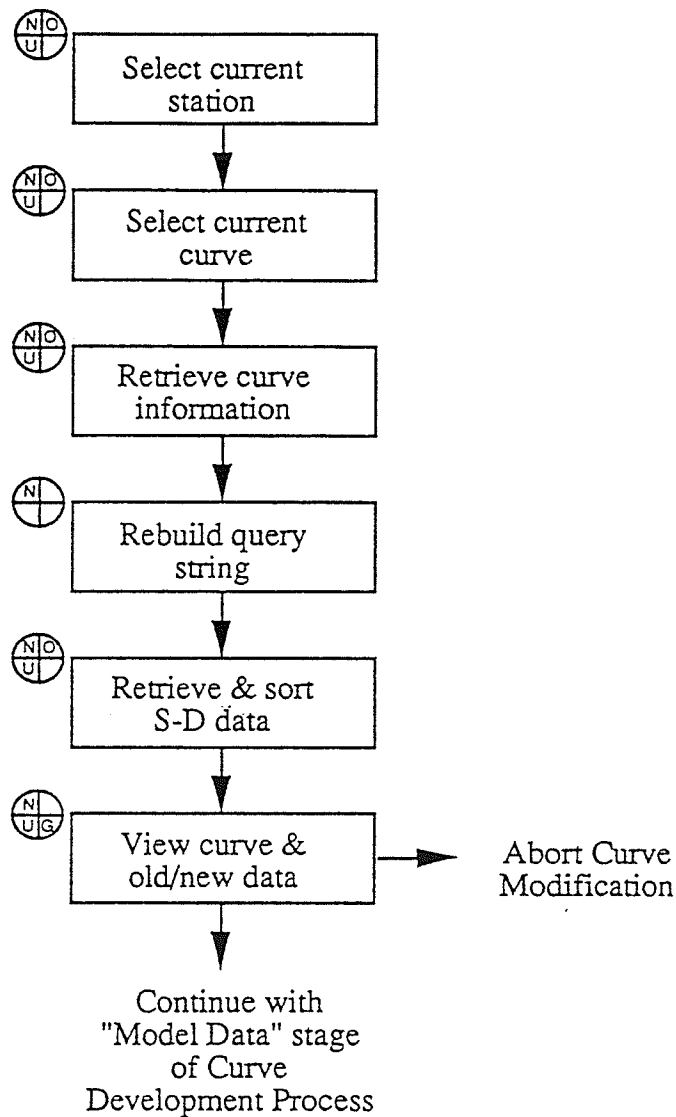 N O
U
Select current
station
N O
U
Select current
curve
N O
U
Retrieve curve
information
N
Rebuild query
string
N O
U
Retrieve & sort
S-D data
N
U G
View curve &
old/new data
Abort Curve
Modification
Continue with
"Model Data" stage
of Curve
Development Process